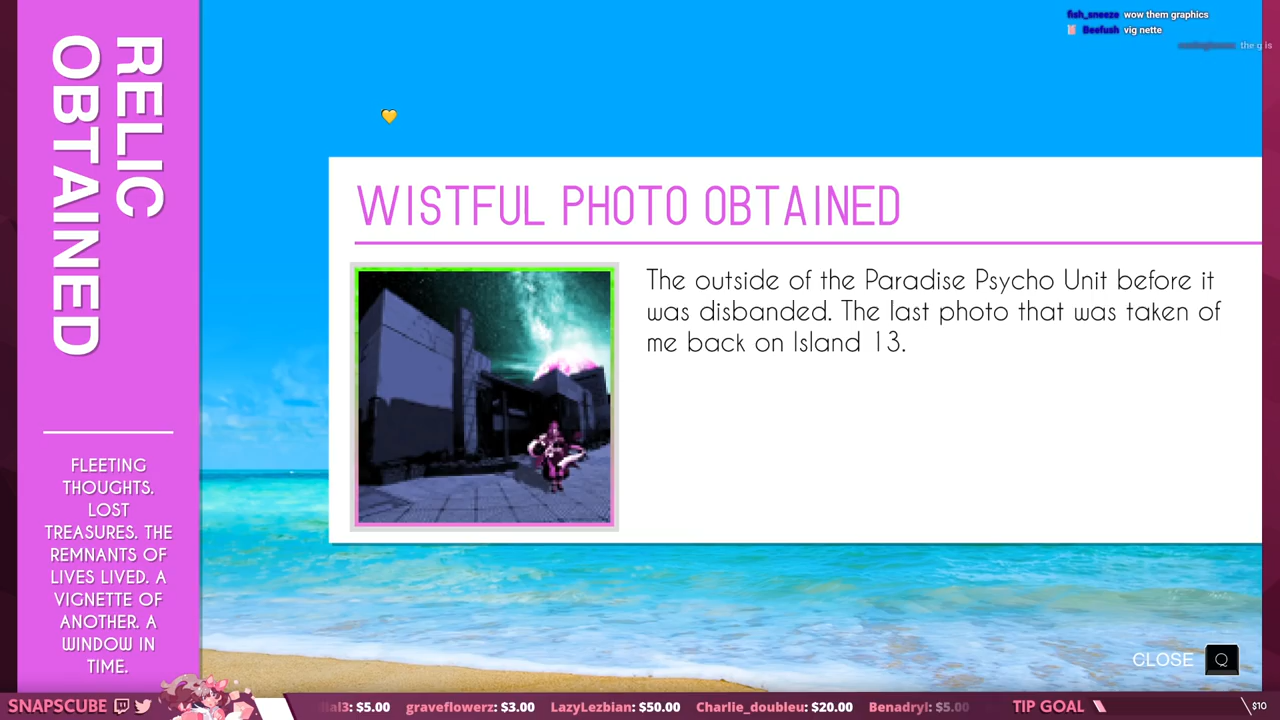 fish_sneeze wow them graphics
Beefush vig nette
the g is
RELIC
OBTAINED
WISTFUL PHOTO OBTAINED
The outside of the Paradise Psycho Unit before it
was disbanded. The last photo that was taken of
me back on Island 13.
FLEETING
THOUGHTS.
LOST
TREASURES. THE
REMNANTS OF
LIVES LIVED. A
VIGNETTE OF
ANOTHER. A
WINDOW IN
TIME.
CLOSE Q
SNAPSCUBE
$5.00 graveflowerz: $3.00 LazyLezbian: $50.00 Charlie_doubleu: $20.00 Benadryl: $5.00
TIP GOAL
$10